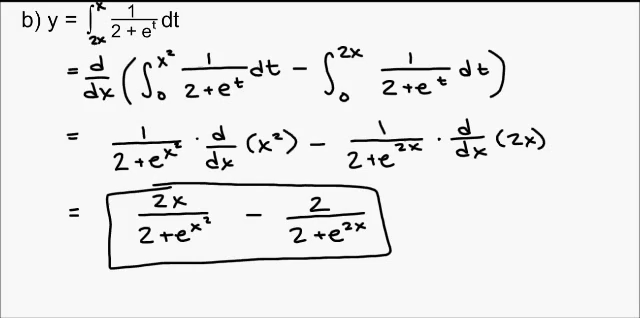 b) y = ∫_{2x}^{x²} 1/(2 + e^t) dt
= d/dx (∫_0^{x²} 1/(2+e^t) dt − ∫_0^{2x} 1/(2+e^t) dt)
= 1/(2+e^{x²}) · d/dx (x²) − 1/(2+e^{2x}) · d/dx (2x)
= 2x/(2+e^{x²}) − 2/(2+e^{2x})